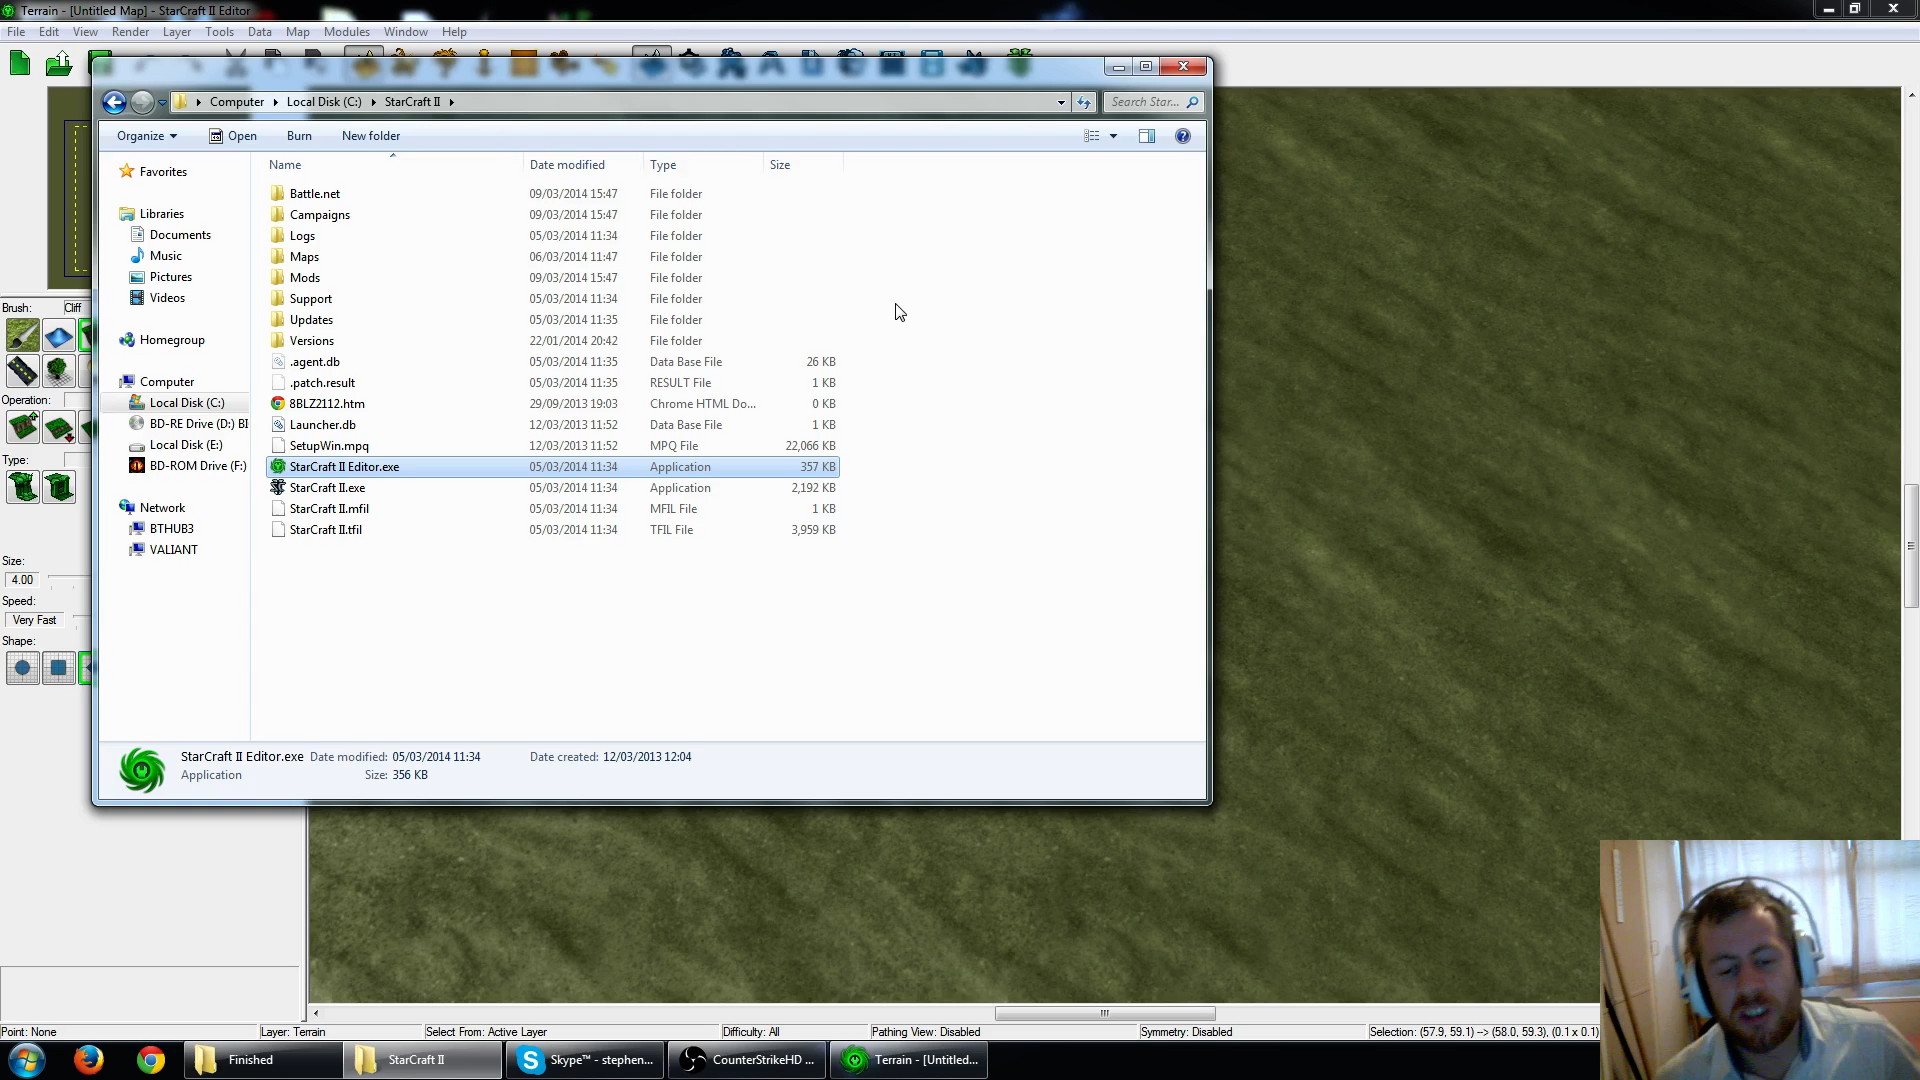 Terrain - [Untitled Map] - StarCraft II Editor
File Edit View Render Layer Tools Data Map Modules Window Help
Computer Local Disk (C:) StarCraft II
Search Star...
Organize Open Burn New folder
Name Date modified Type Size
Favorites
Libraries
Documents
Music
Pictures
Videos
Homegroup
Computer
Local Disk (C:)
BD-RE Drive (D:) BI
Local Disk (E:)
BD-ROM Drive (F:)
Network
BTHUB3
VALIANT
Battle.net 09/03/2014 15:47 File folder
Campaigns 09/03/2014 15:47 File folder
Logs 05/03/2014 11:34 File folder
Maps 06/03/2014 11:47 File folder
Mods 09/03/2014 15:47 File folder
Support 05/03/2014 11:34 File folder
Updates 05/03/2014 11:35 File folder
Versions 22/01/2014 20:42 File folder
.agent.db 05/03/2014 11:35 Data Base File 26 KB
.patch.result 05/03/2014 11:35 RESULT File 1 KB
8BLZ2112.htm 29/09/2013 19:03 Chrome HTML Do... 0 KB
Launcher.db 12/03/2013 11:52 Data Base File 1 KB
SetupWin.mpq 12/03/2013 11:52 MPQ File 22,066 KB
StarCraft II Editor.exe 05/03/2014 11:34 Application 357 KB
StarCraft II.exe 05/03/2014 11:34 Application 2,192 KB
StarCraft II.mfil 05/03/2014 11:34 MFIL File 1 KB
StarCraft II.tfil 05/03/2014 11:34 TFIL File 3,959 KB
StarCraft II Editor.exe Date modified: 05/03/2014 11:34 Date created: 12/03/2013 12:04
Application Size: 356 KB
Brush: Cliff
Operation:
Type:
Size:
4.00
Speed:
Very Fast
Shape:
Point: None Layer: Terrain Select From: Active Layer Difficulty: All Pathing View: Disabled Symmetry: Disabled Selection: (57.9, 59.1) --> (58.0, 59.3), (0.1 x 0.1)
Finished StarCraft II Skype™ - stephen... CounterStrikeHD ... Terrain - [Untitled...